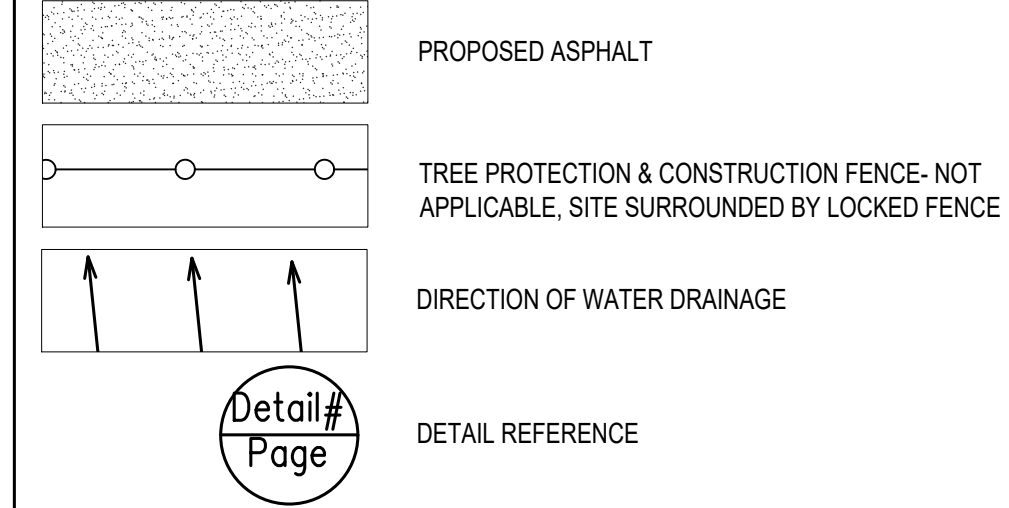 PROPOSED ASPHALT
TREE PROTECTION & CONSTRUCTION FENCE- NOT
APPLICABLE, SITE SURROUNDED BY LOCKED FENCE
DIRECTION OF WATER DRAINAGE
Detail#
Page
DETAIL REFERENCE